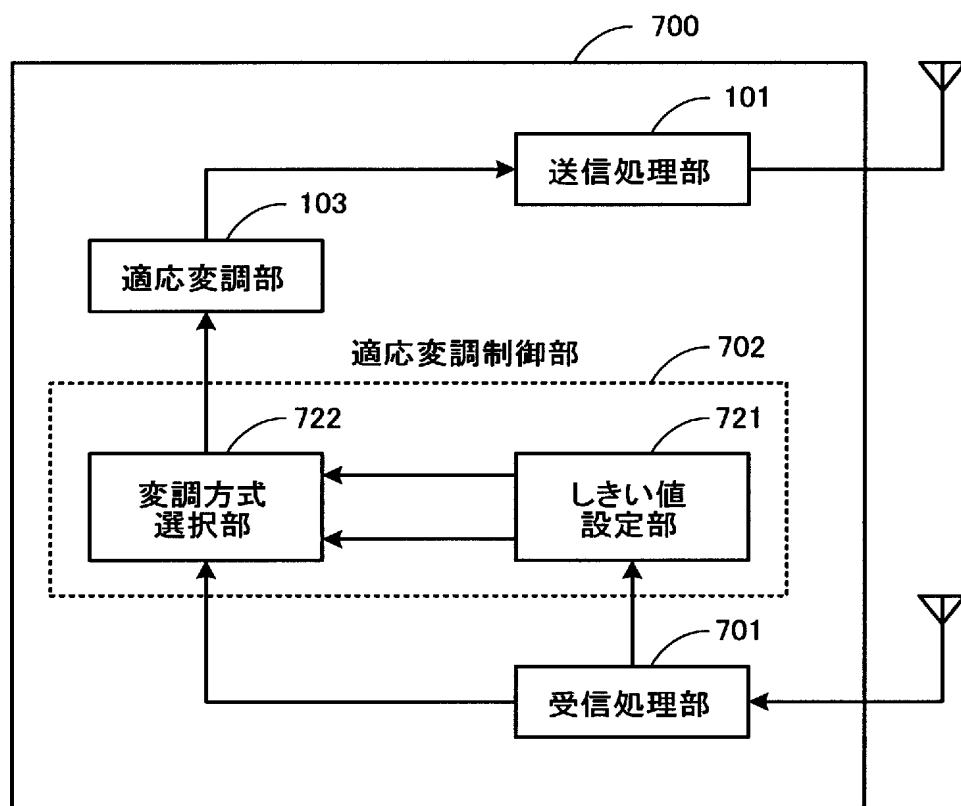 700
101
送信処理部
103
適応変調部
適応変調制御部
702
722
変調方式
選択部
721
しきい値
設定部
701
受信処理部